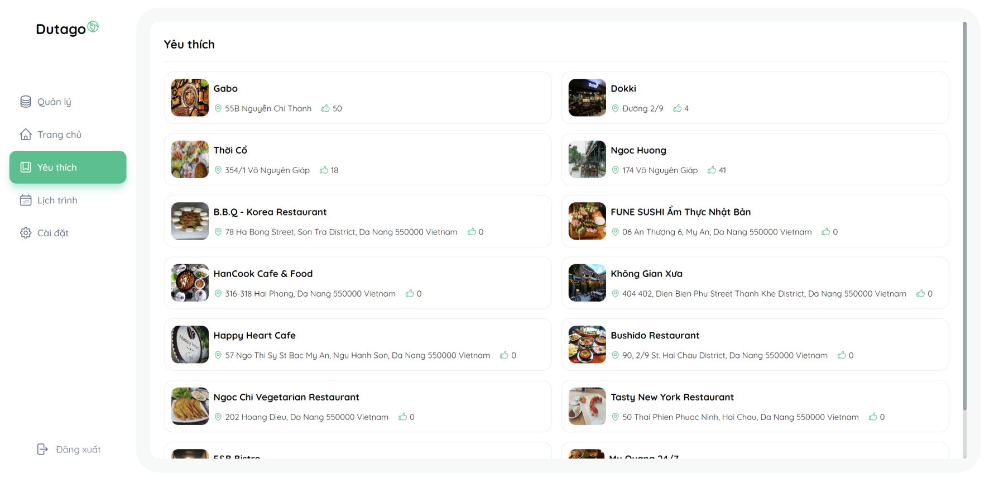 Dutago
Quản lý
Trang chủ
Yêu thích
Lịch trình
Cài đặt
Đăng xuất
Yêu thích
Gabo
55B Nguyễn Chí Thanh 50
Dokki
Đường 2/9 4
Thời Cổ
354/1 Võ Nguyên Giáp 18
Ngoc Huong
174 Võ Nguyên Giáp 41
B.B.Q - Korea Restaurant
78 Ha Bong Street, Son Tra District, Da Nang 550000 Vietnam 0
FUNE SUSHI Ẩm Thực Nhật Bản
06 An Thượng 6, My An, Da Nang 550000 Vietnam 0
HanCook Cafe & Food
316-318 Hai Phong, Da Nang 550000 Vietnam 0
Không Gian Xưa
404 402, Dien Bien Phu Street Thanh Khe District, Da Nang 550000 Vietnam 0
Happy Heart
Cafe
Happy Heart Cafe
57 Ngo Thi Sy St Bac My An, Ngu Hanh Son, Da Nang 550000 Vietnam 0
Bushido Restaurant
90, 2/9 St. Hai Chau District, Da Nang 550000 Vietnam 0
Ngoc Chi Vegetarian Restaurant
202 Hoang Dieu, Da Nang 550000 Vietnam 0
Tasty New York Restaurant
50 Thai Phien Phuoc Ninh, Hai Chau, Da Nang 550000 Vietnam 0
Bistro
My Quang 24/7